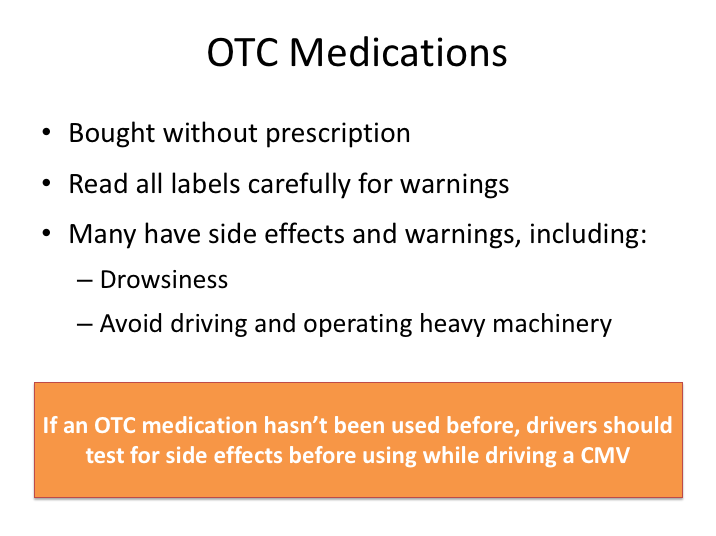 OTC Medications
• Bought without prescription
• Read all labels carefully for warnings
• Many have side effects and warnings, including:
– Drowsiness
– Avoid driving and operating heavy machinery
If an OTC medication hasn’t been used before, drivers should
test for side effects before using while driving a CMV